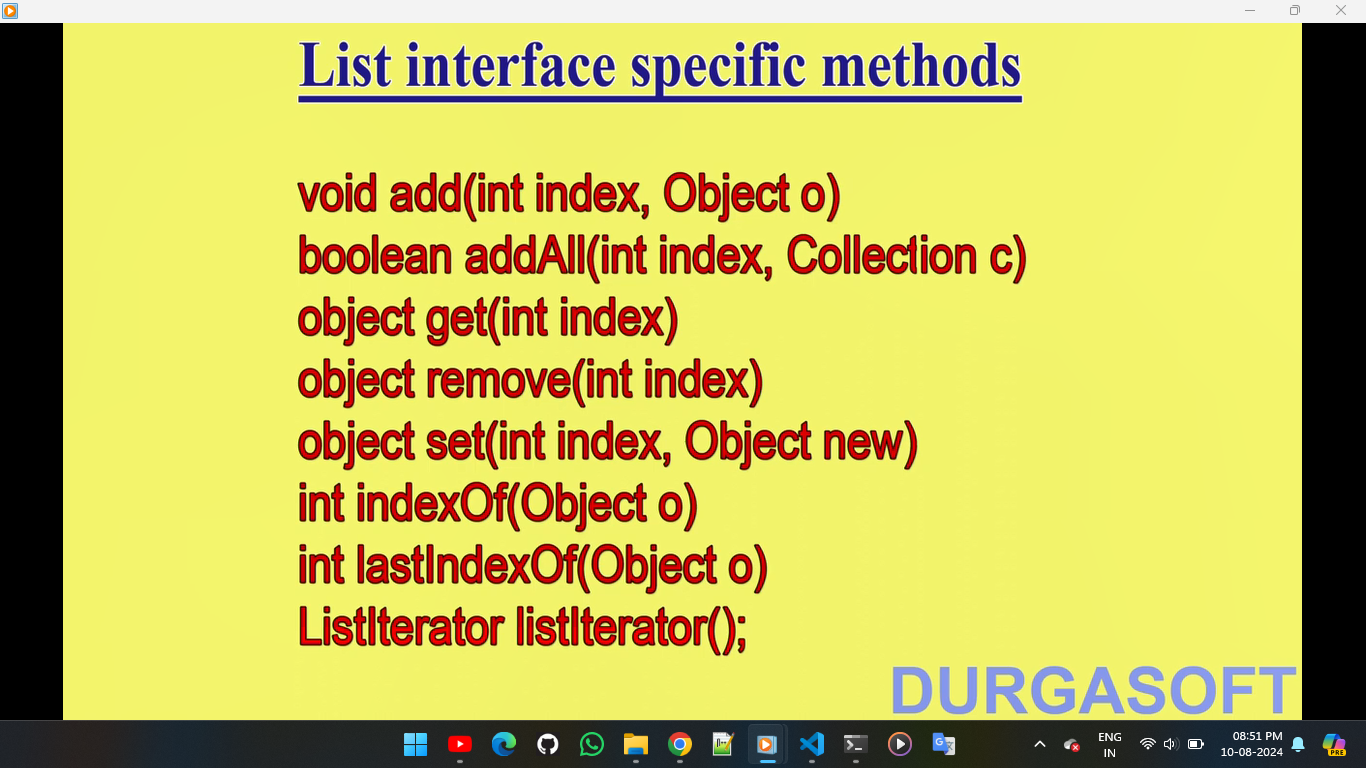 List interface specific methods
void add(int index, Object o)
boolean addAll(int index, Collection c)
object get(int index)
object remove(int index)
object set(int index, Object new)
int indexOf(Object o)
int lastIndexOf(Object o)
ListIterator listIterator();
DURGASOFT
ENG
IN
08:51 PM
10-08-2024
PRE